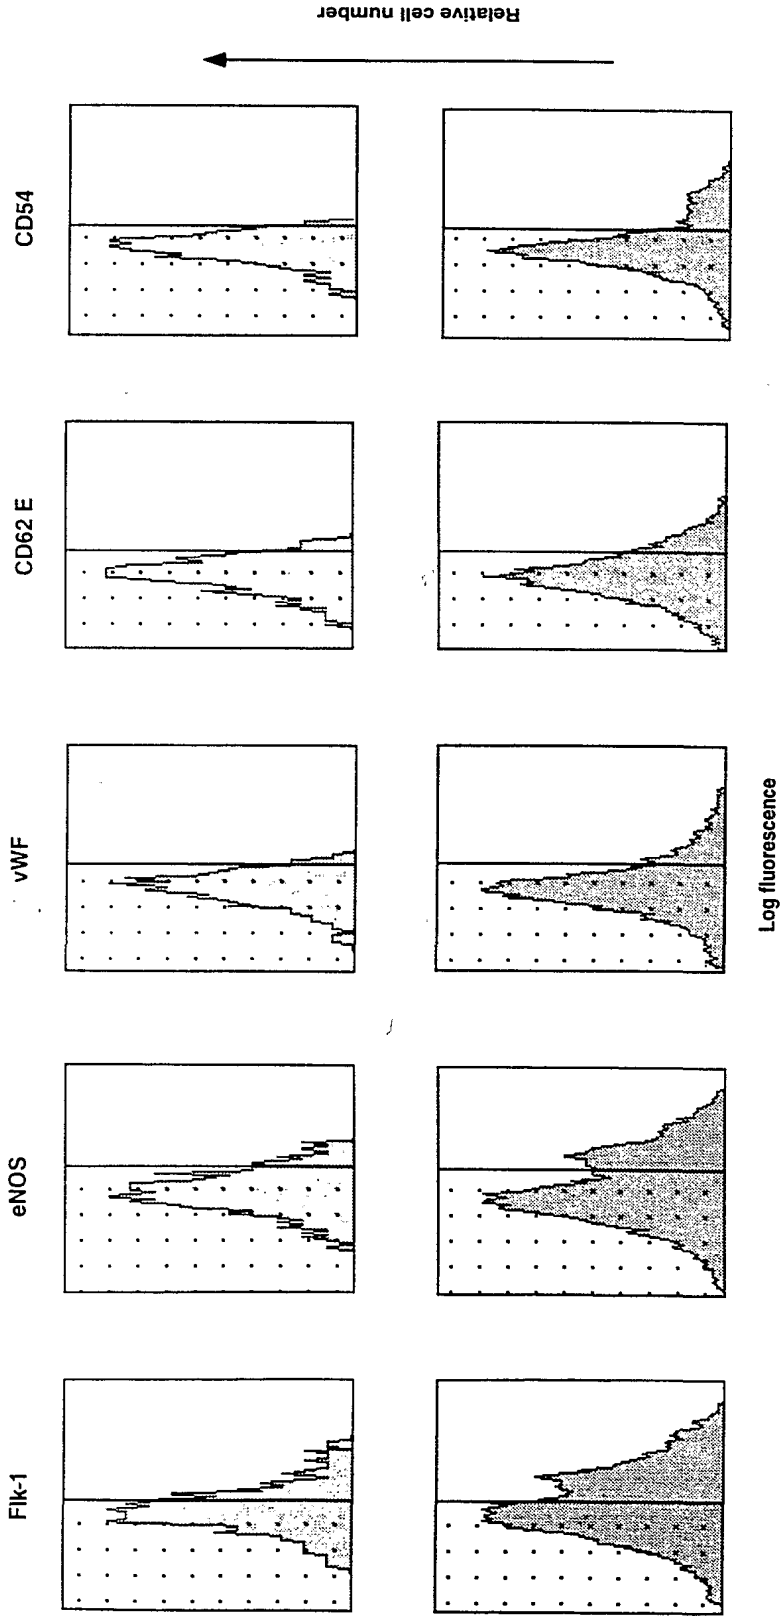 Flk-1
eNOS
vWF
CD62 E
CD54
Relative cell number
Log fluorescence